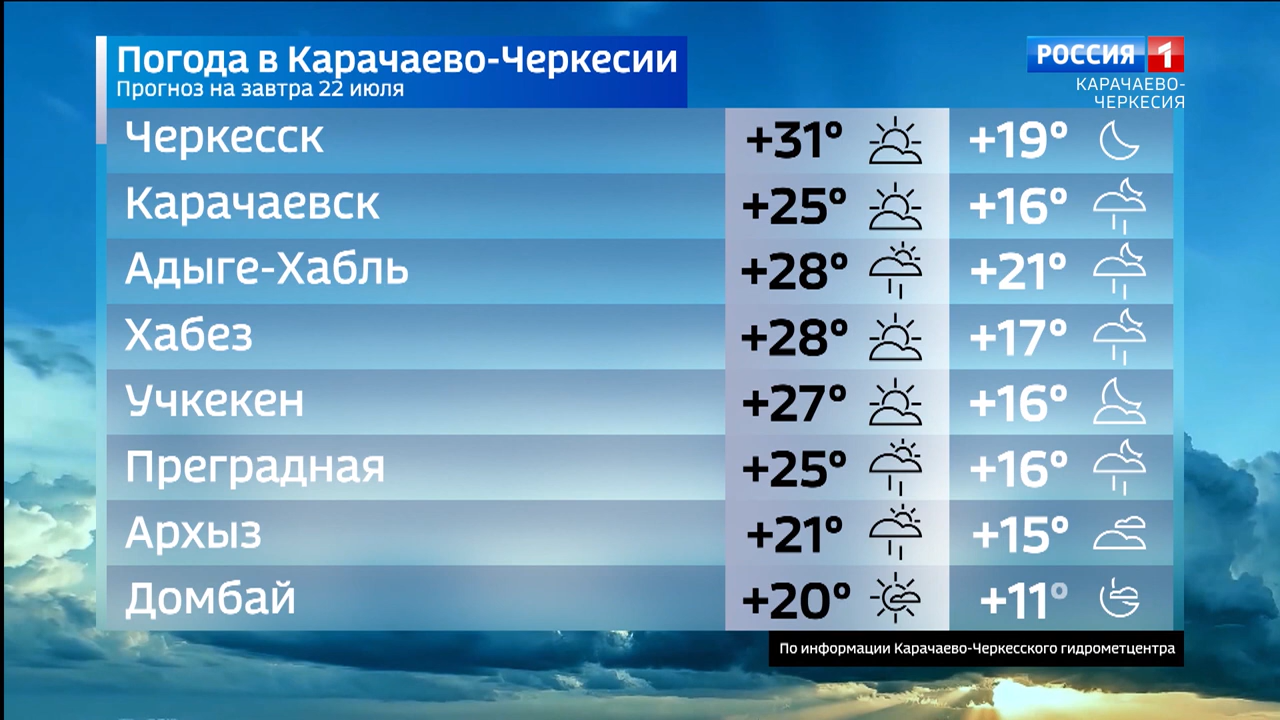 Погода в Карачаево-Черкесии
Прогноз на завтра 22 июля
РОССИЯ 1
КАРАЧАЕВО-
ЧЕРКЕСИЯ
Черкесск +31° +19°
Карачаевск +25° +16°
Адыге-Хабль +28° +21°
Хабез +28° +17°
Учкекен +27° +16°
Преградная +25° +16°
Архыз +21° +15°
Домбай +20° +11°
По информации Карачаево-Черкесского гидрометцентра